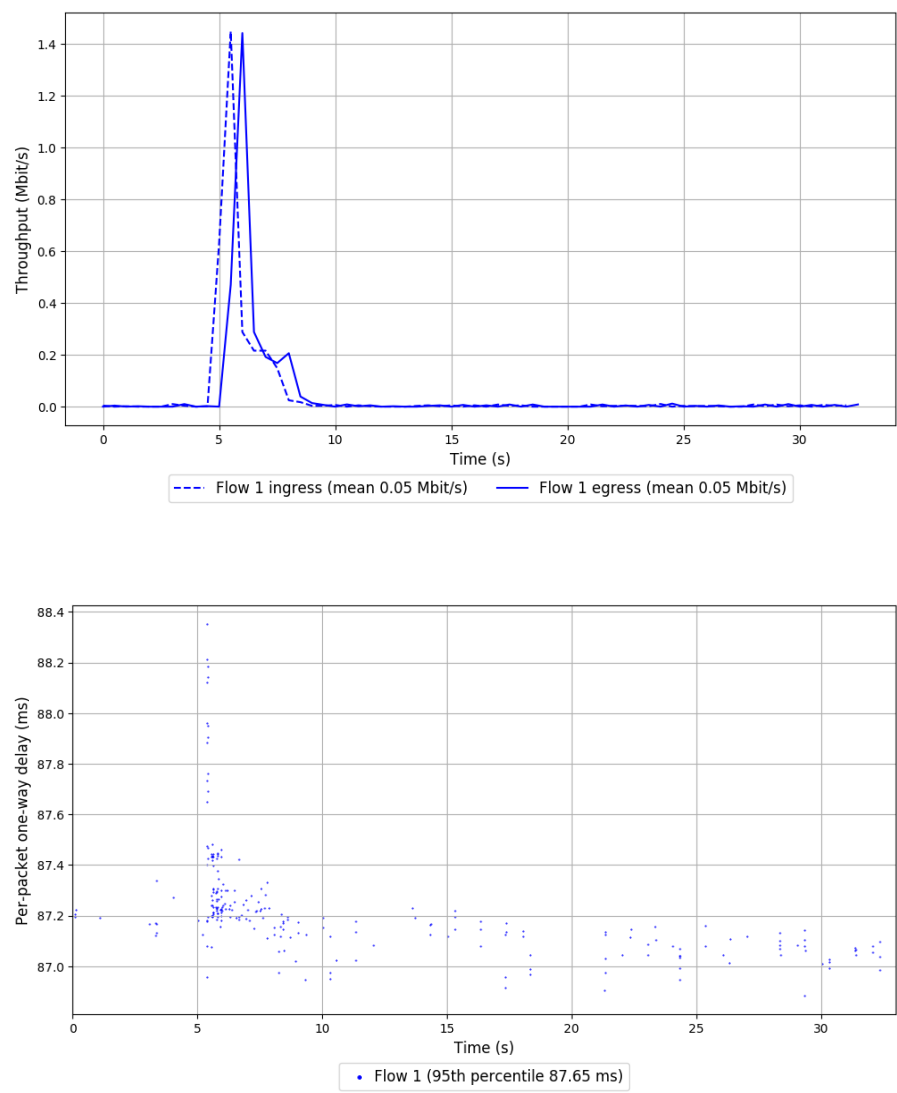 1.4
1.2
1.0
0.8
0.6
0.4
0.2
0.0
Throughput (Mbit/s)
0 5 10 15 20 25 30
Time (s)
Flow 1 ingress (mean 0.05 Mbit/s) Flow 1 egress (mean 0.05 Mbit/s)
88.4
88.2
88.0
87.8
87.6
87.4
87.2
87.0
Per-packet one-way delay (ms)
0 5 10 15 20 25 30
Time (s)
Flow 1 (95th percentile 87.65 ms)